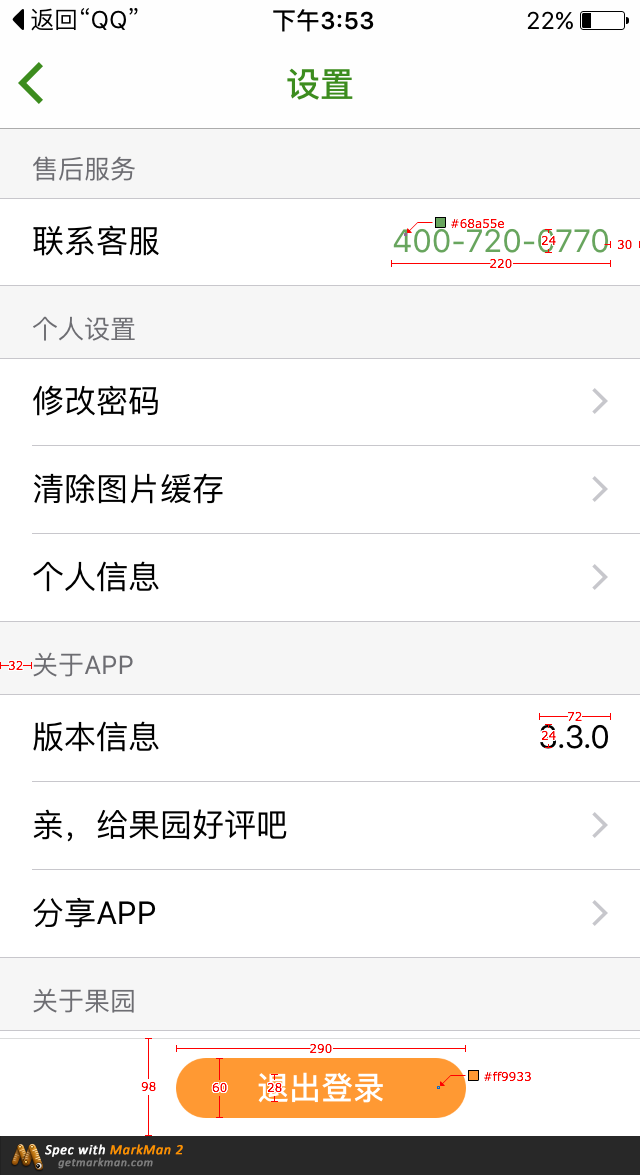 返回“QQ”
下午3:53
22%
设置
售后服务
#68a55e
联系客服
400-720-0770
24
30
220
个人设置
修改密码
清除图片缓存
个人信息
32
关于APP
72
版本信息
3.3.0
24
亲，给果园好评吧
分享APP
关于果园
290
98
60
28
退出登录
#ff9933
Spec with MarkMan 2
getmarkman.com